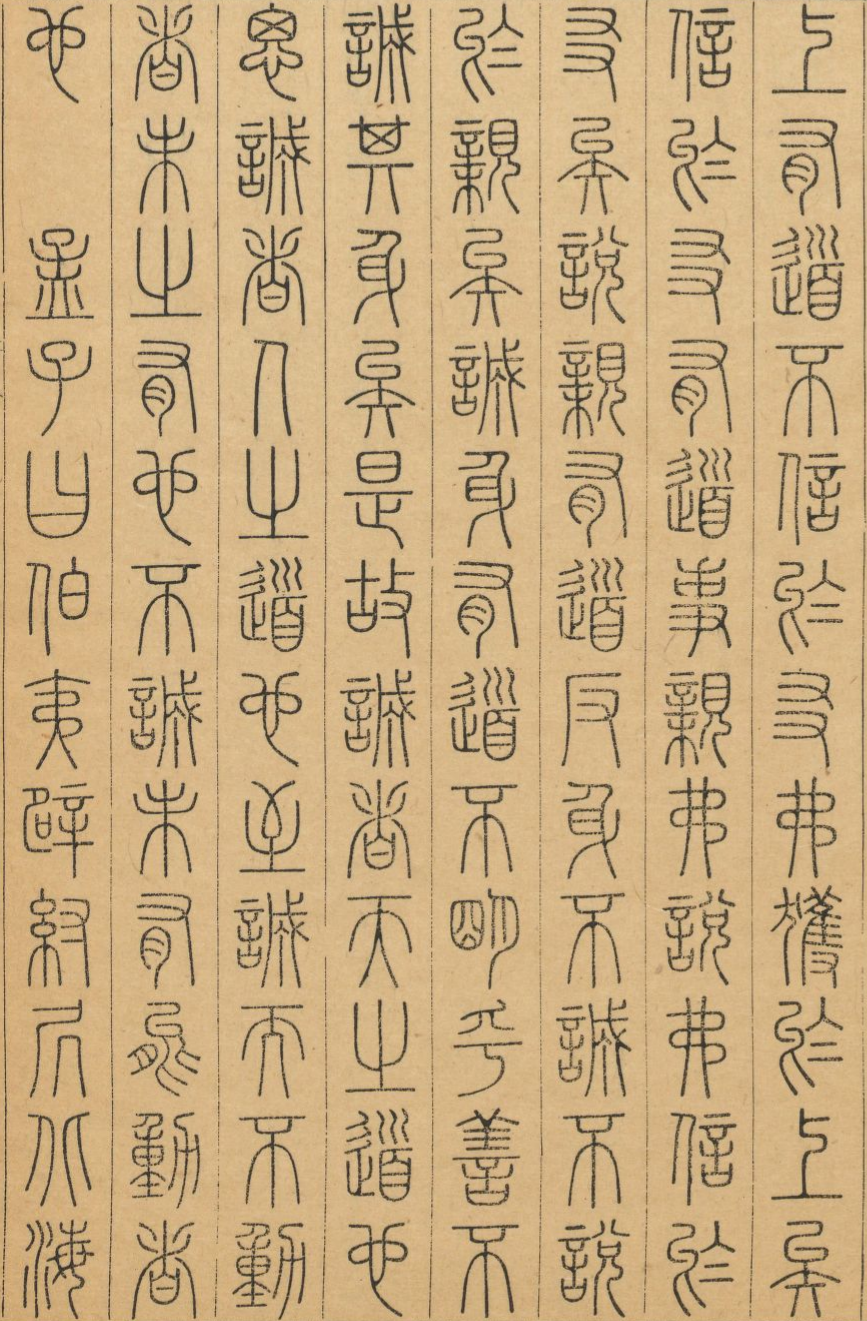 上有道不信於友弗獲於上矣
信於友有道事親弗說弗信於
友矣說親有道反身不誠不說
於親矣誠身有道不明乎善不
誠其身矣是故誠者天之道也
思誠者人之道也至誠而不動
者未之有也不誠未有能動者
也　孟子曰伯夷辟紂居北海